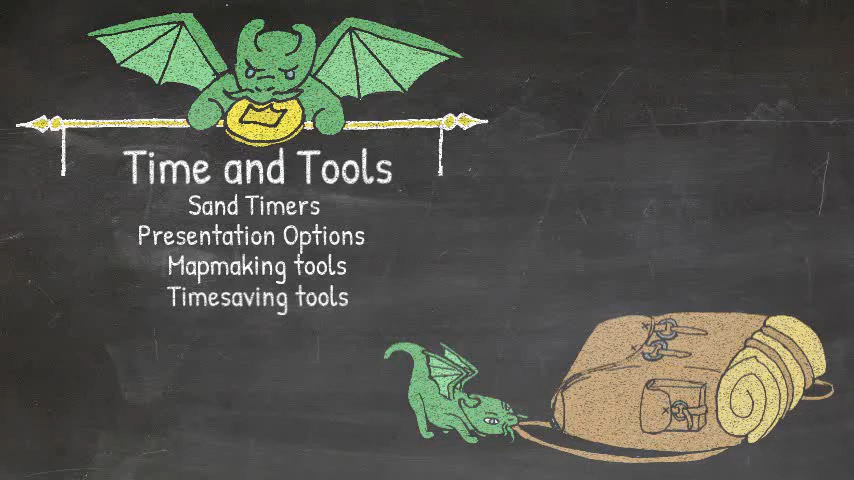 Time and Tools
Sand Timers
Presentation Options
Mapmaking tools
Timesaving tools